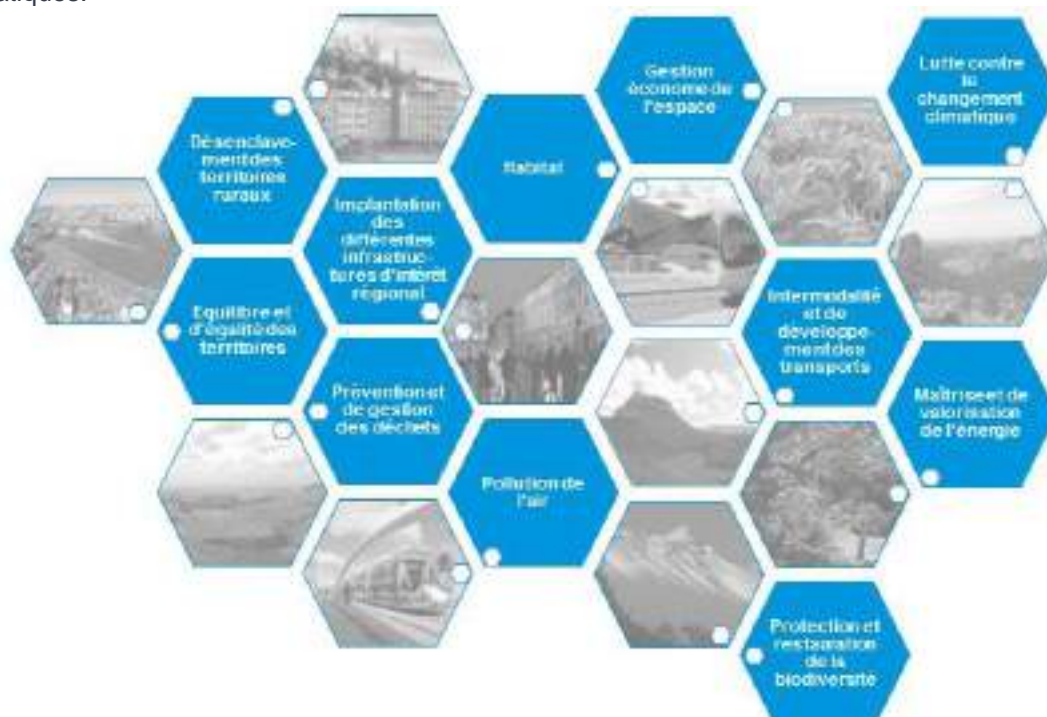 atiques.
Gestion
économe de
l'espace
Lutte contre
le
changement
climatique
Désenclave-
ment des
territoires
ruraux
Habitat
Implantation
des
différentes
infrastruc-
tures d'intérêt
régional
Equilibre et
d'égalité des
territoires
Intermodalité
et de
développe-
ment des
transports
Prévention et
de gestion
des déchets
Maîtrise et de
valorisation
de l'énergie
Pollution de
l'air
Protection et
restauration
de la
biodiversité